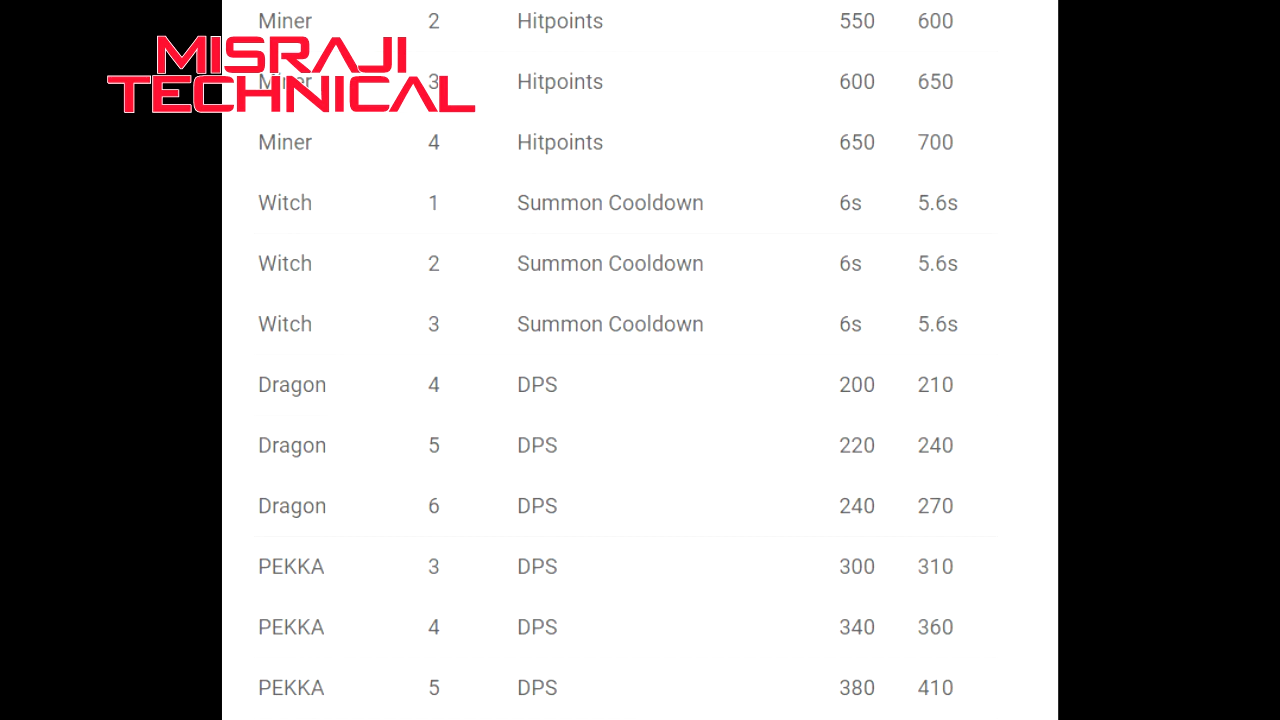 Miner 2 Hitpoints 550 600
MISRAJI
TECHNICAL
Miner 3 Hitpoints 600 650
Miner 4 Hitpoints 650 700
Witch 1 Summon Cooldown 6s 5.6s
Witch 2 Summon Cooldown 6s 5.6s
Witch 3 Summon Cooldown 6s 5.6s
Dragon 4 DPS 200 210
Dragon 5 DPS 220 240
Dragon 6 DPS 240 270
PEKKA 3 DPS 300 310
PEKKA 4 DPS 340 360
PEKKA 5 DPS 380 410